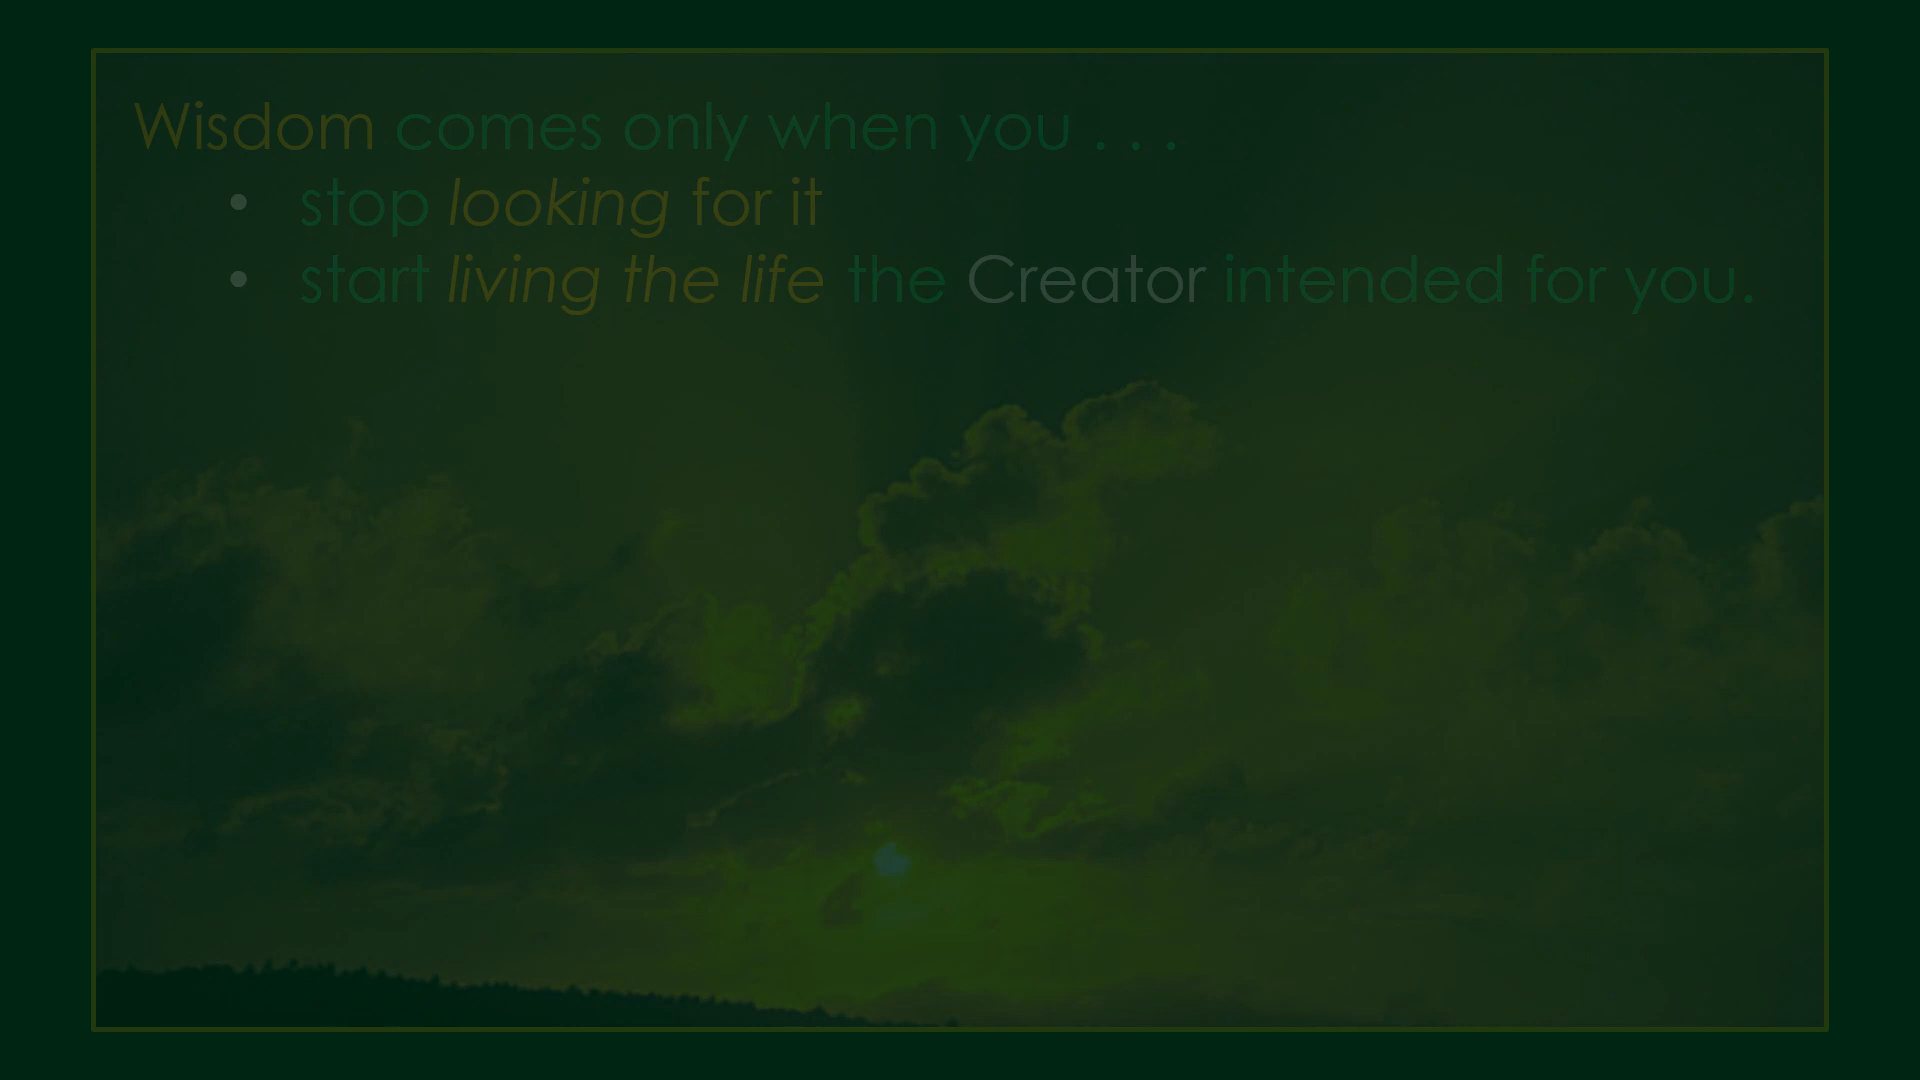 Wisdom comes only when you . . .
• stop looking for it
• start living the life the Creator intended for you.